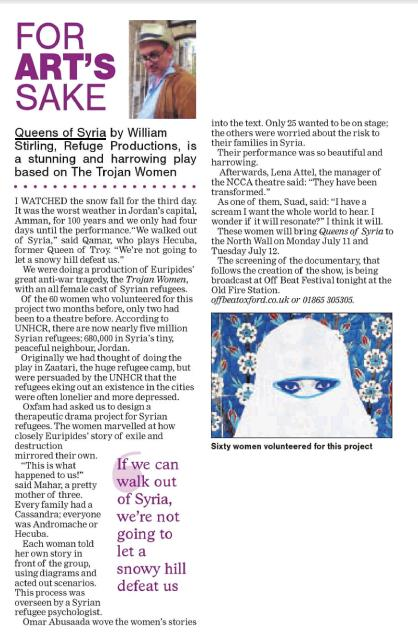 FOR
ART'S
SAKE
Queens of Syria by William
Stirling, Refuge Productions, is
a stunning and harrowing play
based on The Trojan Women
I WATCHED the snow fall for the third day.
It was the worst weather in Jordan's capital,
Amman, for 100 years and we only had four
days until the performance."We walked out
of Syria," said Qamar, who plays Hecuba,
former Queen of Troy. "We're not going to
let a snowy hill defeat us."
We were doing a production of Euripides'
great anti-war tragedy, the Trojan Women,
with an all female cast of Syrian refugees.
Of the 60 women who volunteered for this
project two months before, only two had
been to a theatre before. According to
UNHCR, there are now nearly five million
Syrian refugees; 680,000 in Syria's tiny,
peaceful neighbour, Jordan.
Originally we had thought of doing the
play in Zaatari, the huge refugee camp, but
were persuaded by the UNHCR that the
refugees eking out an existence in the cities
were often lonelier and more depressed.
Oxfam had asked us to design a
therapeutic drama project for Syrian
refugees. The women marvelled at how
closely Euripides' story of exile and
destruction
mirrored their own.
"This is what
happened to us!"
said Mahar, a pretty
mother of three.
Every family had a
Cassandra; everyone
was Andromache or
Hecuba.
Each woman told
her own story in
front of the group,
using diagrams and
acted out scenarios.
This process was
overseen by a Syrian
refugee psychologist.
Omar Abusaada wove the women's stories
If we can
walk out
of Syria,
we're not
going to
let a
snowy hill
defeat us
into the text. Only 25 wanted to be on stage;
the others were worried about the risk to
their families in Syria.
Their performance was so beautiful and
harrowing.
Afterwards, Lena Attel, the manager of
the NCCA theatre said: "They have been
transformed."
As one of them, Suad, said: "I have a
scream I want the whole world to hear. I
wonder if it will resonate?" I think it will.
These women will bring Queens of Syria to
the North Wall on Monday July 11 and
Tuesday July 12.
The screening of the documentary, that
follows the creation of the show, is being
broadcast at Off Beat Festival tonight at the
Old Fire Station.
offbeatoxford.co.uk or 01865 305305.
Sixty women volunteered for this project